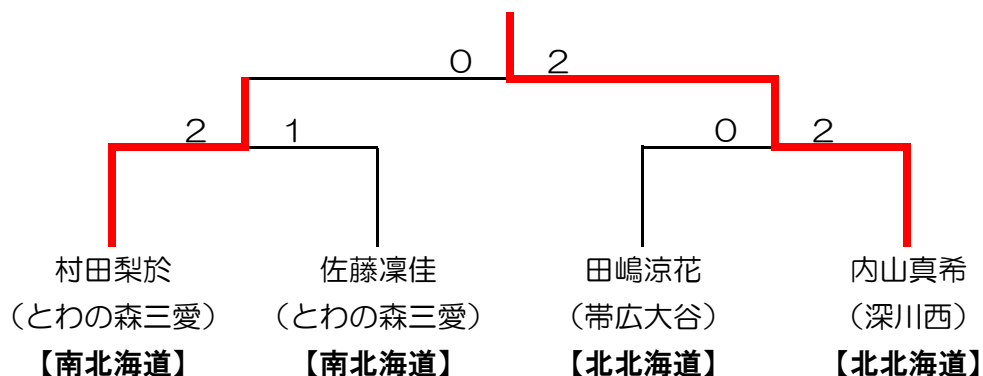 ０ ２
２ １ ０ ２
村田梨於 佐藤凜佳 田嶋涼花 内山真希
（とわの森三愛） （とわの森三愛） （帯広大谷） （深川西）
【南北海道】 【南北海道】 【北北海道】 【北北海道】